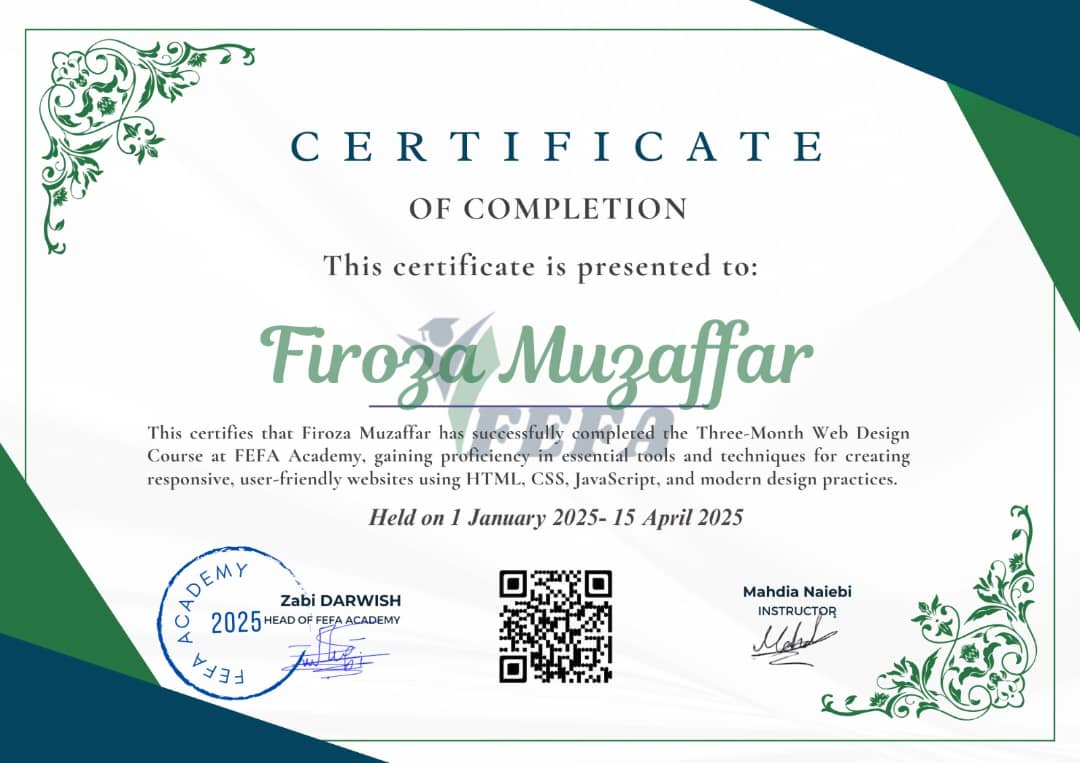 CERTIFICATE
OF COMPLETION
This certificate is presented to:
Firoza Muzaffar
FEFA
This certifies that Firoza Muzaffar has successfully completed the Three-Month Web Design
Course at FEFA Academy, gaining proficiency in essential tools and techniques for creating
responsive, user-friendly websites using HTML, CSS, JavaScript, and modern design practices.
Held on 1 January 2025- 15 April 2025
FEFA ACADEMY
2025
Zabi DARWISH
HEAD OF FEFA ACADEMY
Mahdia Naiebi
INSTRUCTOR